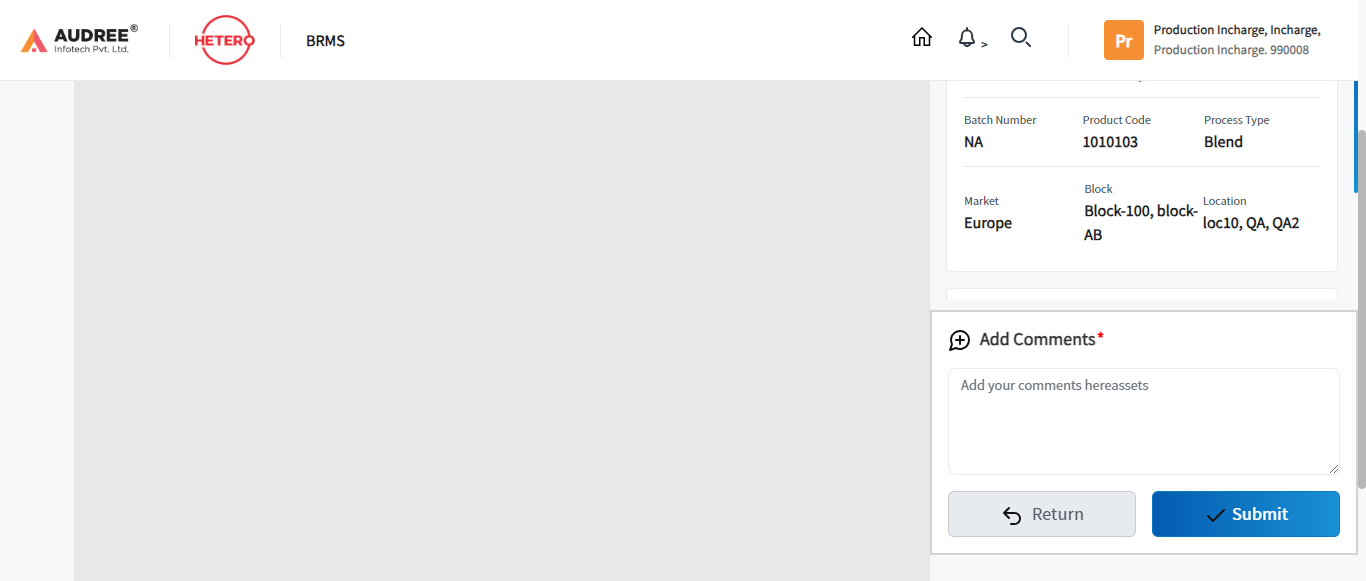 AUDREE®
Infotech Pvt. Ltd.
HETERO
BRMS
>
Pr
Production Incharge, Incharge,
Production Incharge. 990008
Batch Number
Product Code
Process Type
NA
1010103
Blend
Market
Block
Location
Europe
Block-100, block-
AB
loc10, QA, QA2
Add Comments*
Add your comments hereassets
Return
Submit